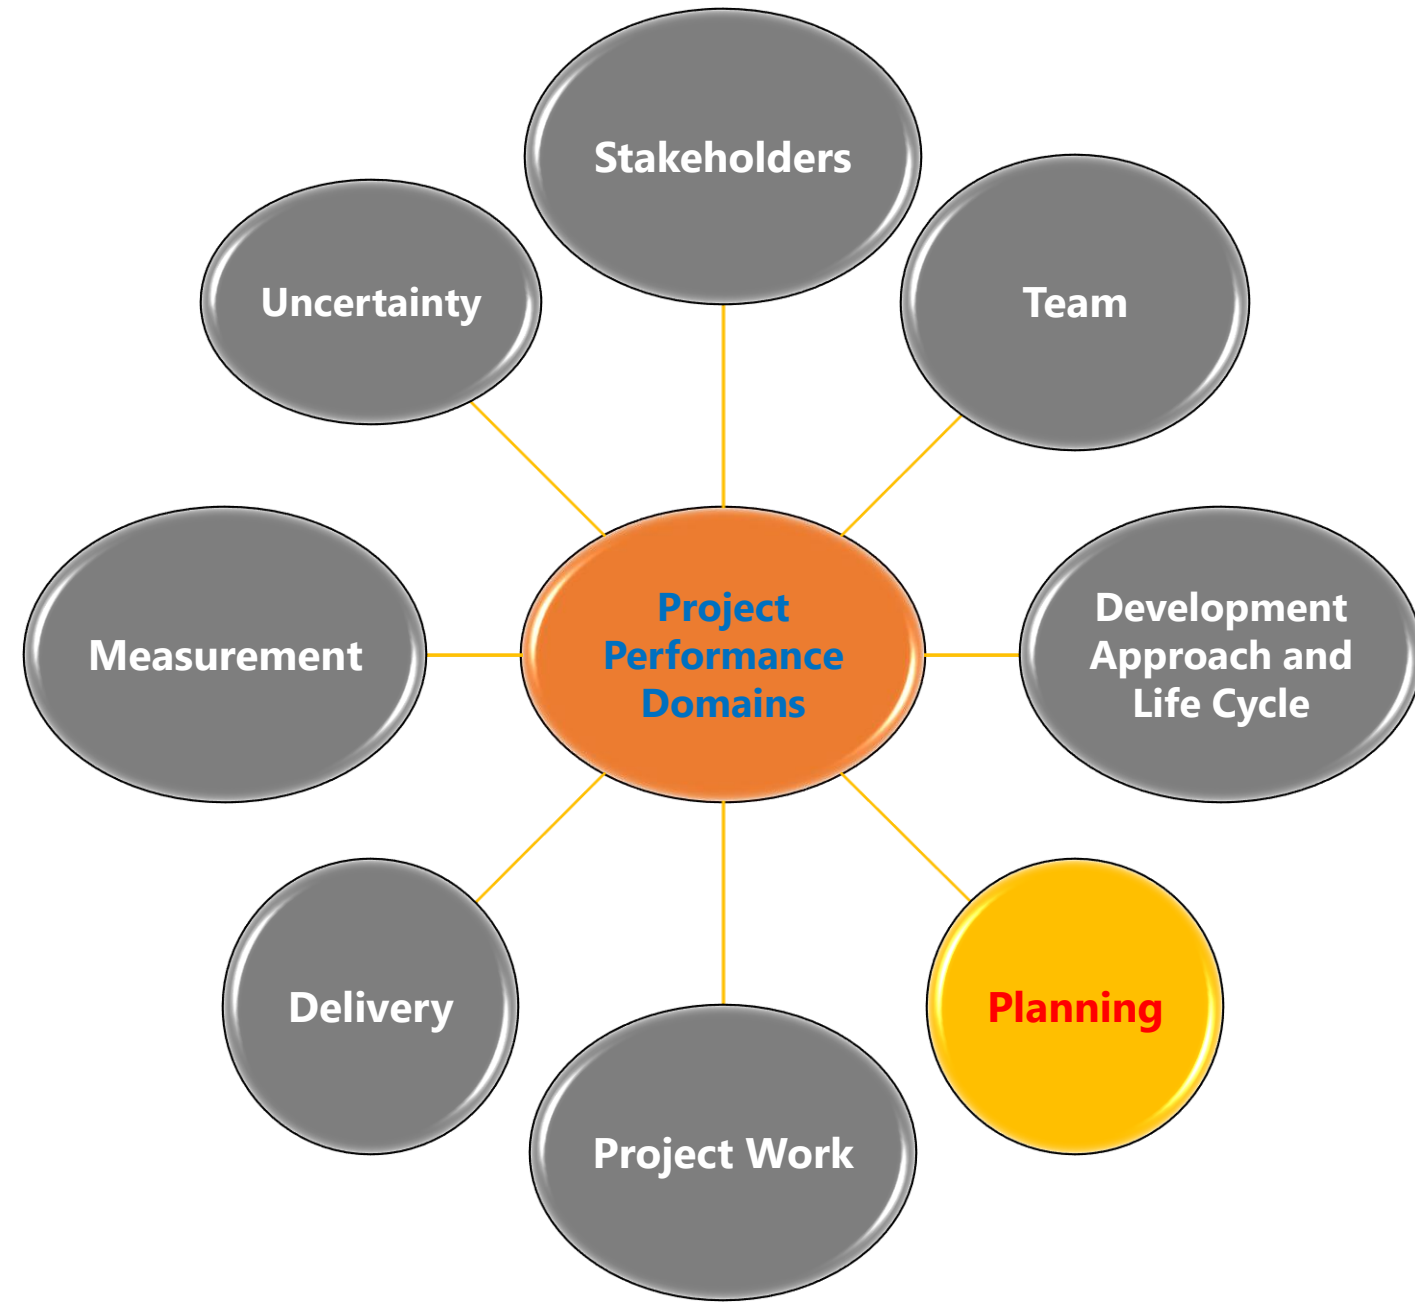 Stakeholders
Uncertainty
Team
Project
Performance
Domains
Measurement
Development
Approach and
Life Cycle
Delivery
Planning
Project Work